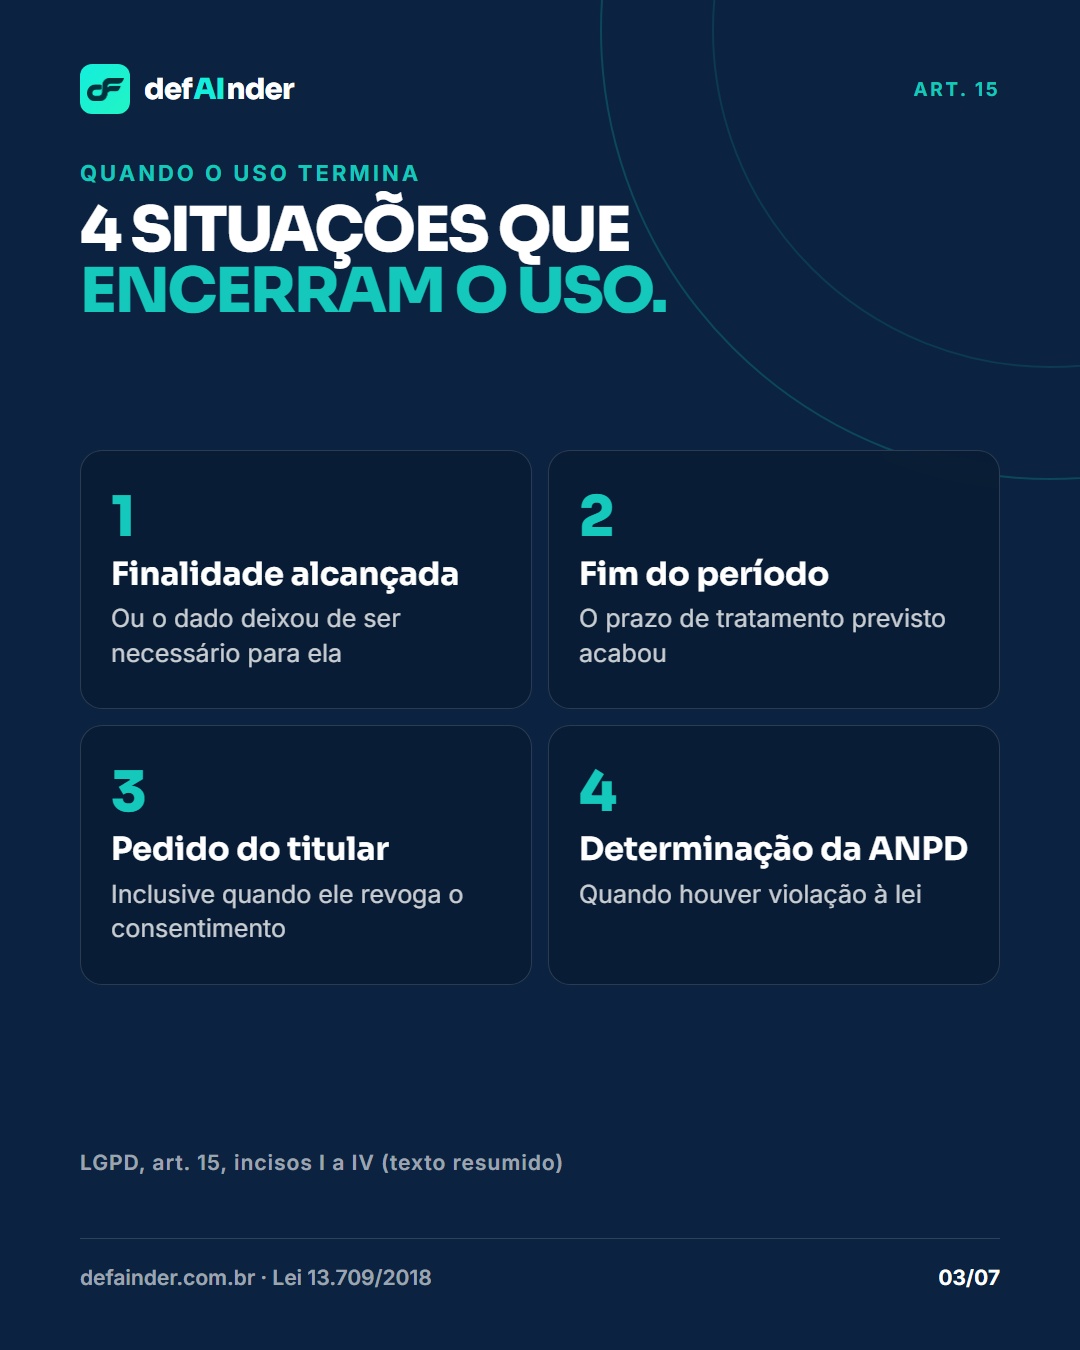 defAInder
ART. 15
QUANDO O USO TERMINA
4 SITUAÇÕES QUE
ENCERRAM O USO.
1
Finalidade alcançada
Ou o dado deixou de ser
necessário para ela
2
Fim do período
O prazo de tratamento previsto
acabou
3
Pedido do titular
Inclusive quando ele revoga o
consentimento
4
Determinação da ANPD
Quando houver violação à lei
LGPD, art. 15, incisos I a IV (texto resumido)
defainder.com.br · Lei 13.709/2018
03/07